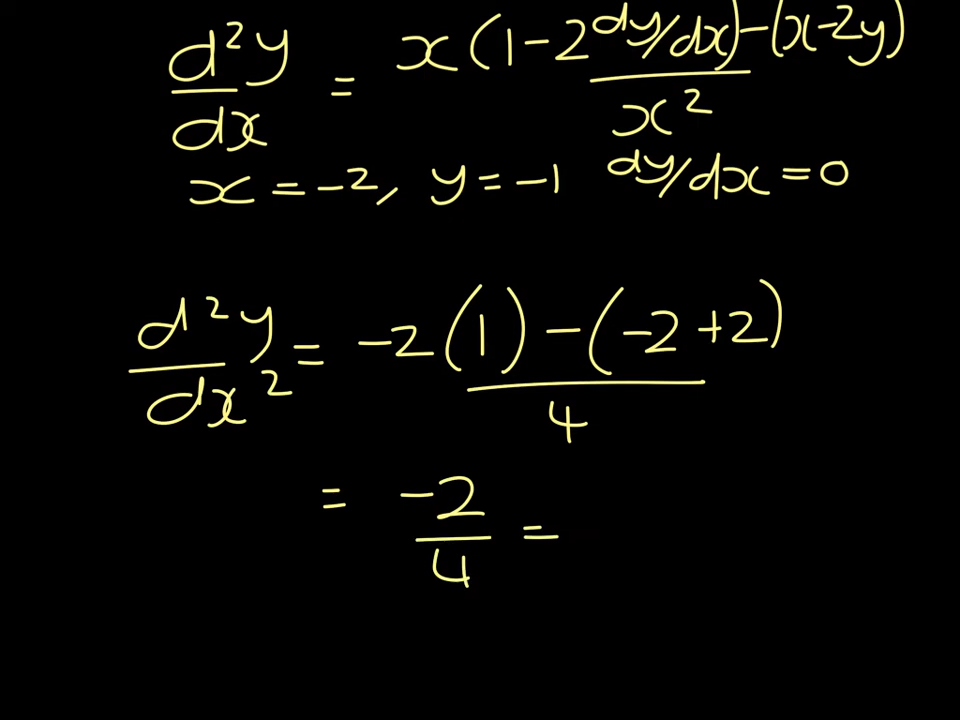 d²y/dx = x(1-2dy/dx)-(x-2y)/x²
x = -2, y = -1 dy/dx = 0
d²y/dx² = -2(1)-(-2+2)/4
= -2/4 =